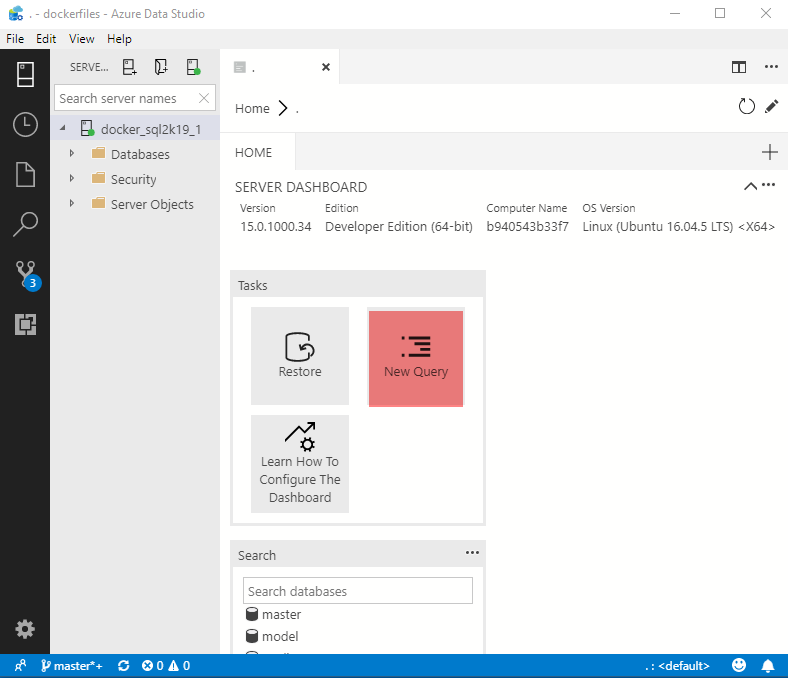 . - dockerfiles - Azure Data Studio
File Edit View Help
SERVE...
.
Search server names
Home .
docker_sql2k19_1
Databases
Security
Server Objects
HOME
SERVER DASHBOARD
Version Edition Computer Name OS Version
15.0.1000.34 Developer Edition (64-bit) b940543b33f7 Linux (Ubuntu 16.04.5 LTS) <X64>
Tasks
Restore
New Query
3
Learn How To
Configure The
Dashboard
Search
Search databases
master
model
master*+ 0 0 . : <default>